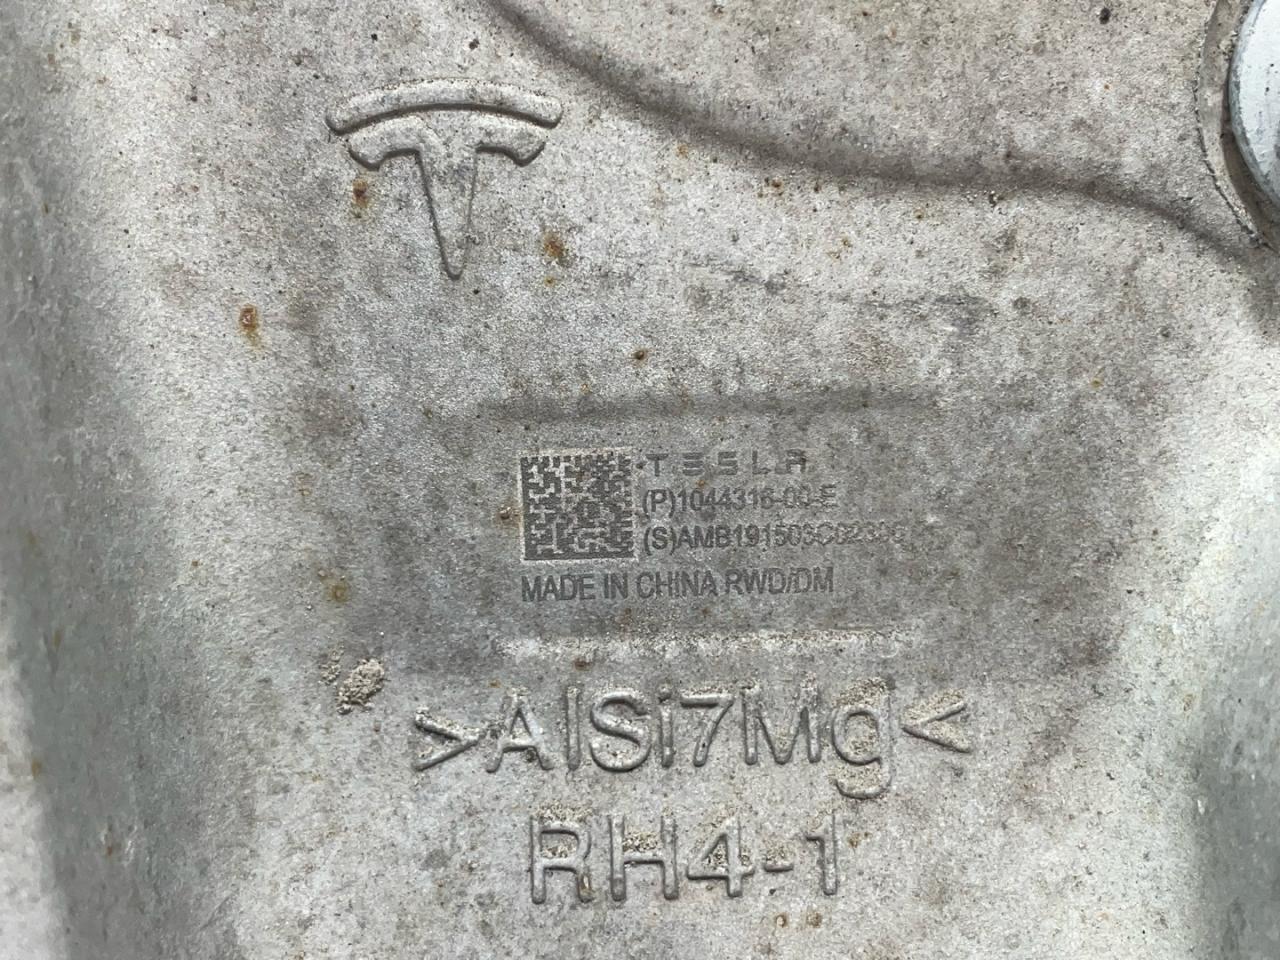 TESLA
(P)1044316-00-E
MADE IN CHINA RWD/DM
>AlSi7Mg<
RH4-1